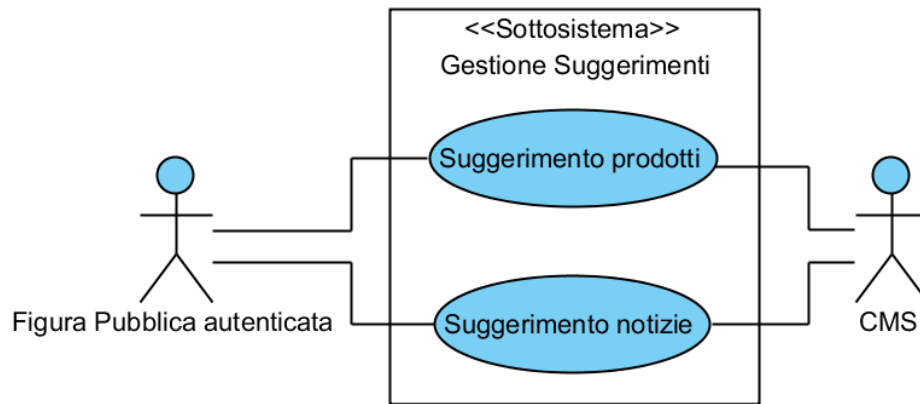 <<Sottosistema>>
Gestione Suggerimenti
Suggerimento prodotti
Figura Pubblica autenticata
Suggerimento notizie
CMS